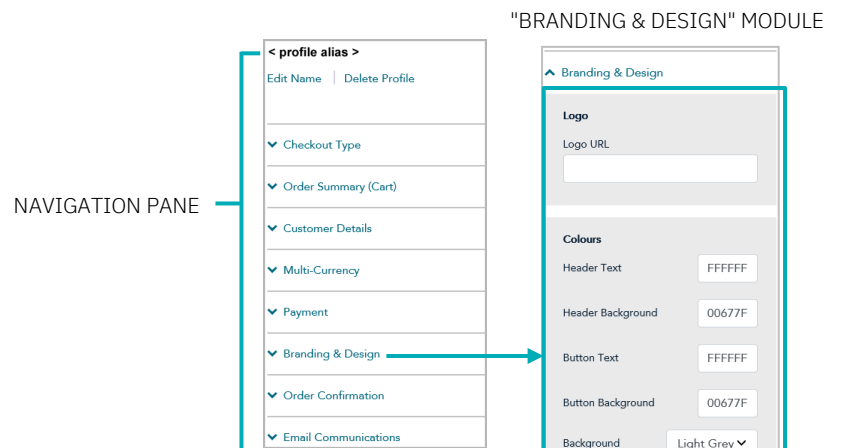 "BRANDING & DESIGN" MODULE
< profile alias >
Edit Name | Delete Profile
Checkout Type
Order Summary (Cart)
NAVIGATION PANE
Customer Details
Multi-Currency
Payment
Branding & Design
Order Confirmation
Email Communications
Branding & Design
Logo
Logo URL
Colours
Header Text FFFFFF
Header Background 00677F
Button Text FFFFFF
Button Background 00677F
Background Light Grey